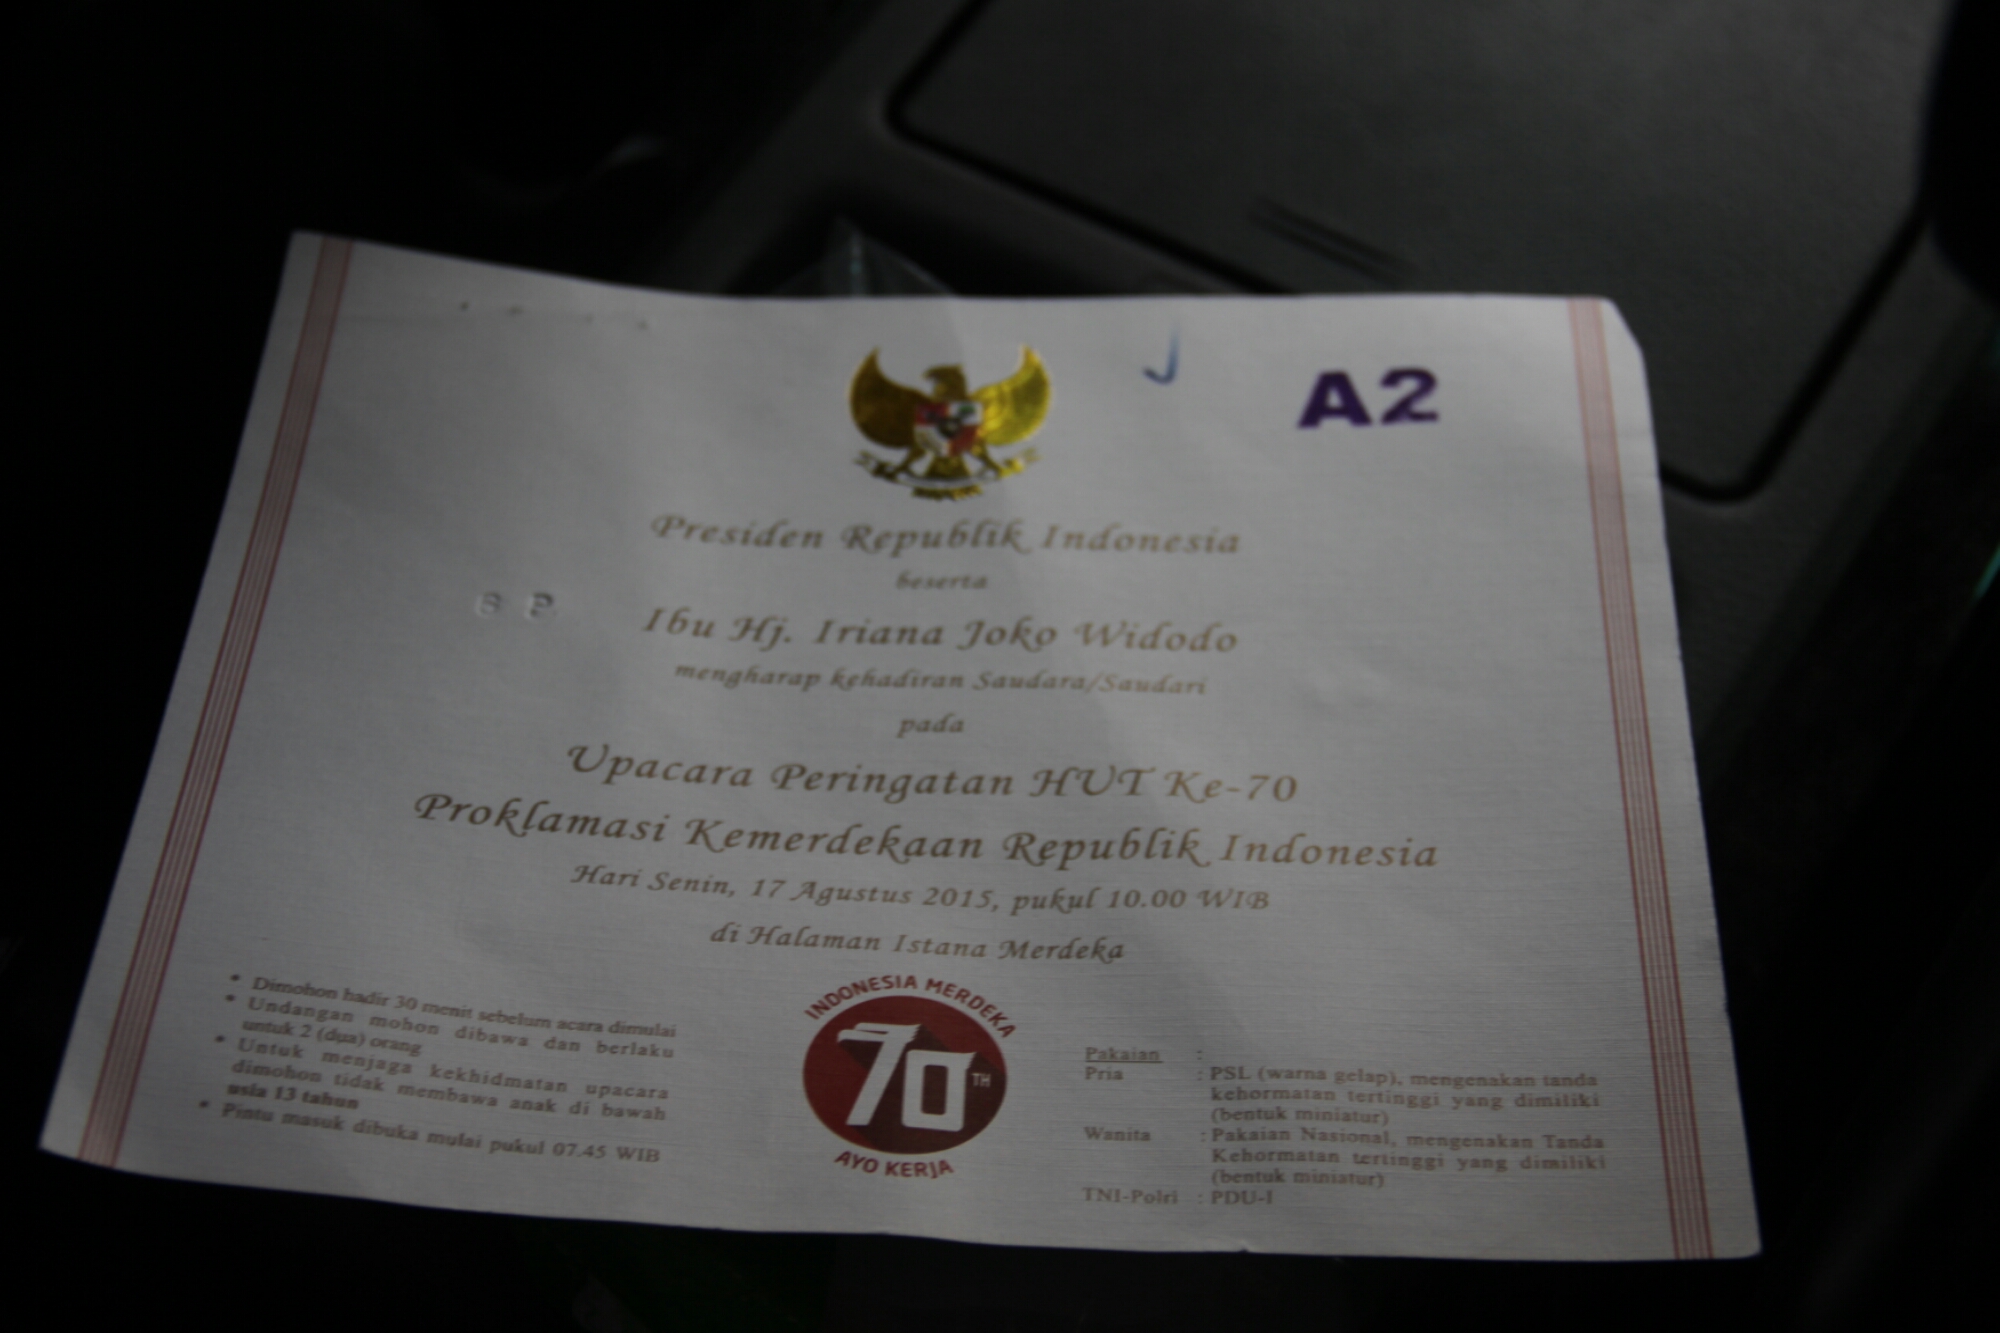 A2
Presiden Republik Indonesia
beserta
Ibu Hj. Iriana Joko Widodo
mengharap kehadiran Saudara/Saudari
pada
Upacara Peringatan HUT Ke-70
Proklamasi Kemerdekaan Republik Indonesia
Hari Senin, 17 Agustus 2015, pukul 10.00 WIB
di Halaman Istana Merdeka
• Dimohon hadir 30 menit sebelum acara dimulai
• Undangan mohon dibawa dan berlaku
untuk 2 (dua) orang
• Untuk menjaga kekhidmatan upacara
dimohon tidak membawa anak di bawah
usia 13 tahun
• Pintu masuk dibuka mulai pukul 07.45 WIB
INDONESIA MERDEKA
70TH
AYO KERJA
Pakaian :
Pria : PSL (warna gelap), mengenakan tanda
kehormatan tertinggi yang dimiliki
(bentuk miniatur)
Wanita : Pakaian Nasional, mengenakan Tanda
Kehormatan tertinggi yang dimiliki
(bentuk miniatur)
TNI-Polri : PDU-I